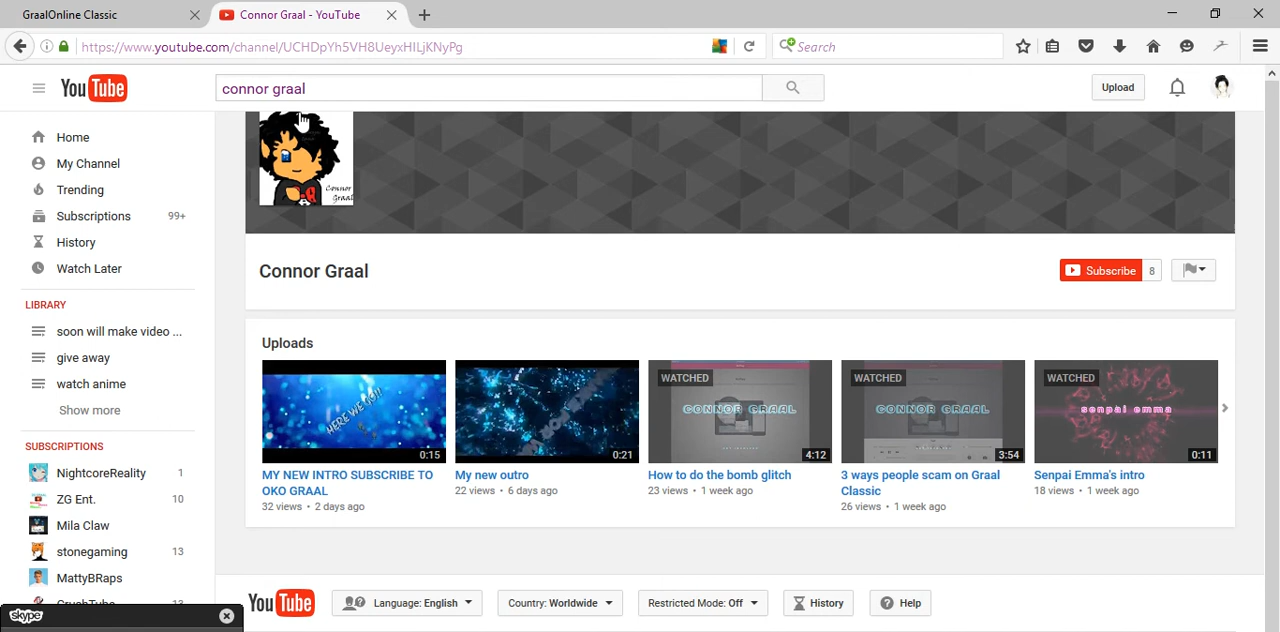 GraalOnline Classic
Connor Graal - YouTube
https://www.youtube.com/channel/UCHDpYh5VH8UeyxHILjKNyPg
Search
YouTube
connor graal
Upload
Home
My Channel
Trending
Subscriptions 99+
History
Watch Later
LIBRARY
soon will make video ...
give away
watch anime
Show more
SUBSCRIPTIONS
NightcoreReality 1
ZG Ent. 10
Mila Claw
stonegaming 13
MattyBRaps
CrushTube 13
skype
Connor
Graal
Connor Graal
Subscribe 8
Uploads
HERE WE GO!!
0:15
MY NEW INTRO SUBSCRIBE TO
OKO GRAAL
32 views • 2 days ago
0:21
My new outro
22 views • 6 days ago
WATCHED
CONNOR GRAAL
4:12
How to do the bomb glitch
23 views • 1 week ago
WATCHED
CONNOR GRAAL
3:54
3 ways people scam on Graal
Classic
26 views • 1 week ago
WATCHED
senpai emma
0:11
Senpai Emma's intro
18 views • 1 week ago
YouTube
Language: English
Country: Worldwide
Restricted Mode: Off
History
Help